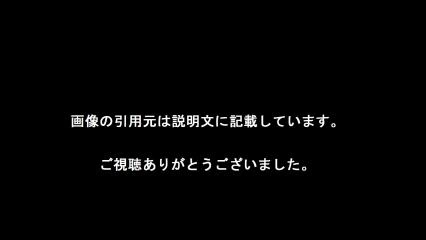 画像の引用元は説明文に記載しています。
ご視聴ありがとうございました。